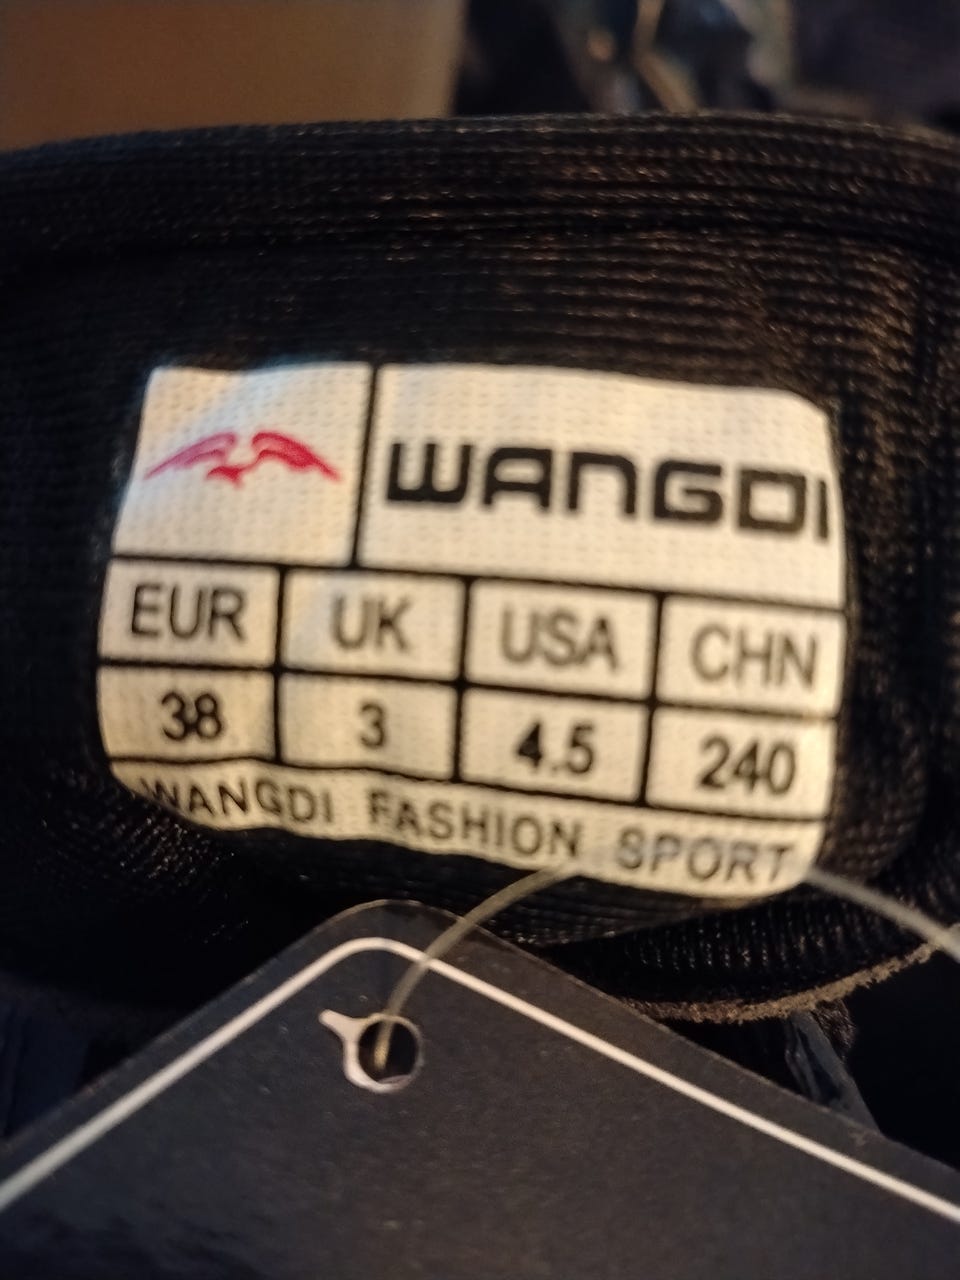 WANGDI
EUR UK USA CHN
38 3 4.5 240
WANGDI FASHION SPORT